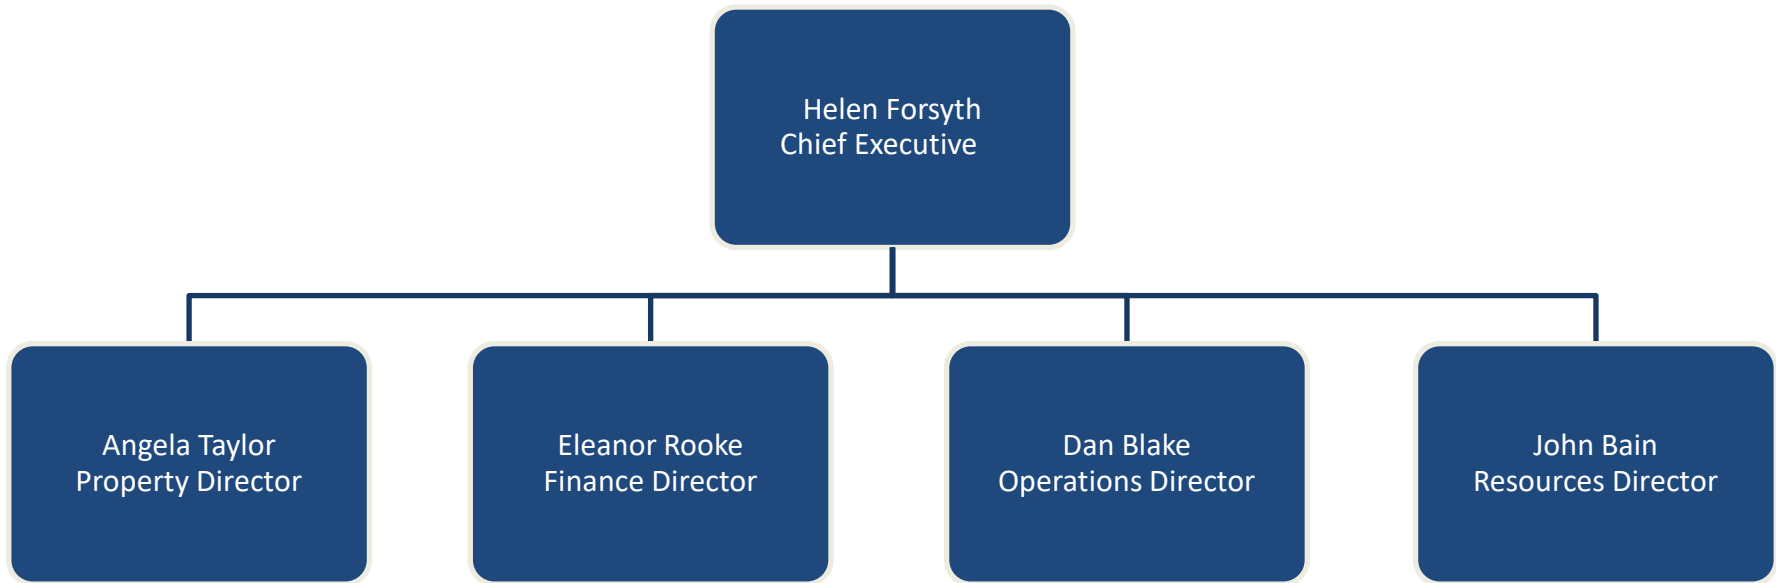 Helen Forsyth
Chief Executive
Angela Taylor
Property Director
Eleanor Rooke
Finance Director
Dan Blake
Operations Director
John Bain
Resources Director